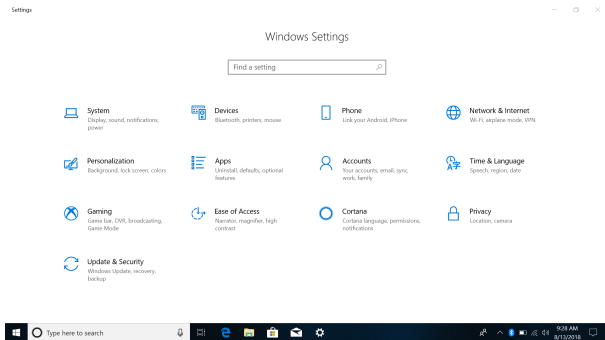 Settings
Windows Settings
Find a setting
System
Display, sound, notifications,
power
Devices
Bluetooth, printers, mouse
Phone
Link your Android, iPhone
Network & Internet
Wi-Fi, airplane mode, VPN
Personalization
Background, lock screen, colors
Apps
Uninstall, defaults, optional
features
Accounts
Your accounts, email, sync,
work, family
Time & Language
Speech, region, date
Gaming
Game bar, DVR, broadcasting,
Game Mode
Ease of Access
Narrator, magnifier, high
contrast
Cortana
Cortana language, permissions,
notifications
Privacy
Location, camera
Update & Security
Windows Update, recovery,
backup
Type here to search
9:28 AM
8/13/2018